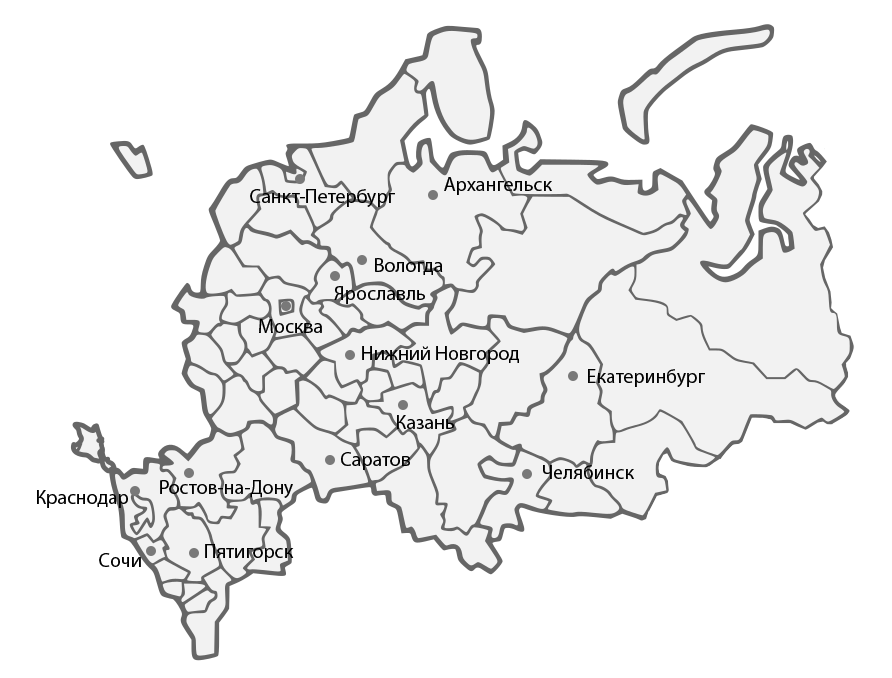 Архангельск
Санкт-Петербург
Вологда
Ярославль
Москва
Нижний Новгород
Екатеринбург
Казань
Саратов
Челябинск
Ростов-на-Дону
Краснодар
Пятигорск
Сочи